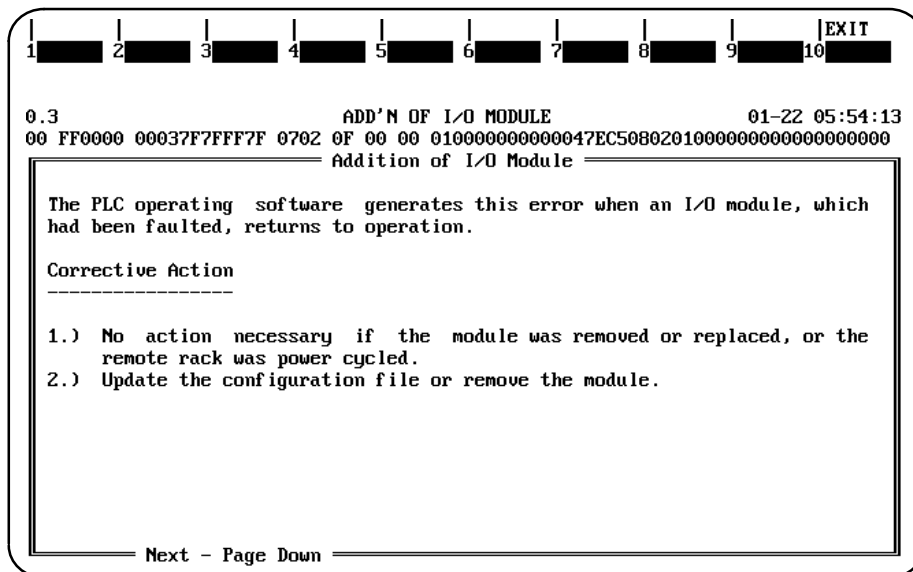 EXIT
1 2 3 4 5 6 7 8 9 10
0.3 ADD'N OF I/O MODULE 01-22 05:54:13
00 FF0000 00037F7FFF7F 0702 0F 00 00 010000000000047EC5080201000000000000000000
Addition of I/O Module
The PLC operating software generates this error when an I/O module, which
had been faulted, returns to operation.
Corrective Action
-----------------
1.) No action necessary if the module was removed or replaced, or the
remote rack was power cycled.
2.) Update the configuration file or remove the module.
Next - Page Down